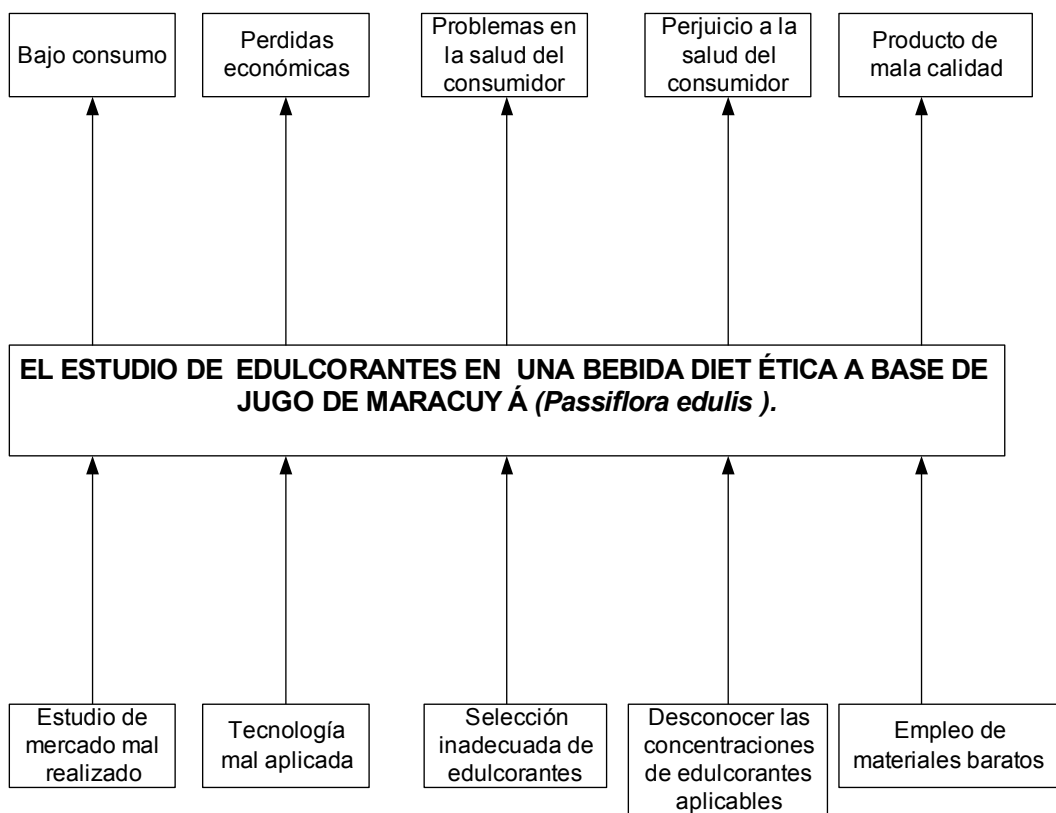 Bajo consumo
Perdidas
económicas
Problemas en
la salud del
consumidor
Perjuicio a la
salud del
consumidor
Producto de
mala calidad
EL ESTUDIO DE EDULCORANTES EN UNA BEBIDA DIET ÉTICA A BASE DE
JUGO DE MARACUY Á (Passiflora edulis ).
Estudio de
mercado mal
realizado
Tecnología
mal aplicada
Selección
inadecuada de
edulcorantes
Desconocer las
concentraciones
de edulcorantes
aplicables
Empleo de
materiales baratos